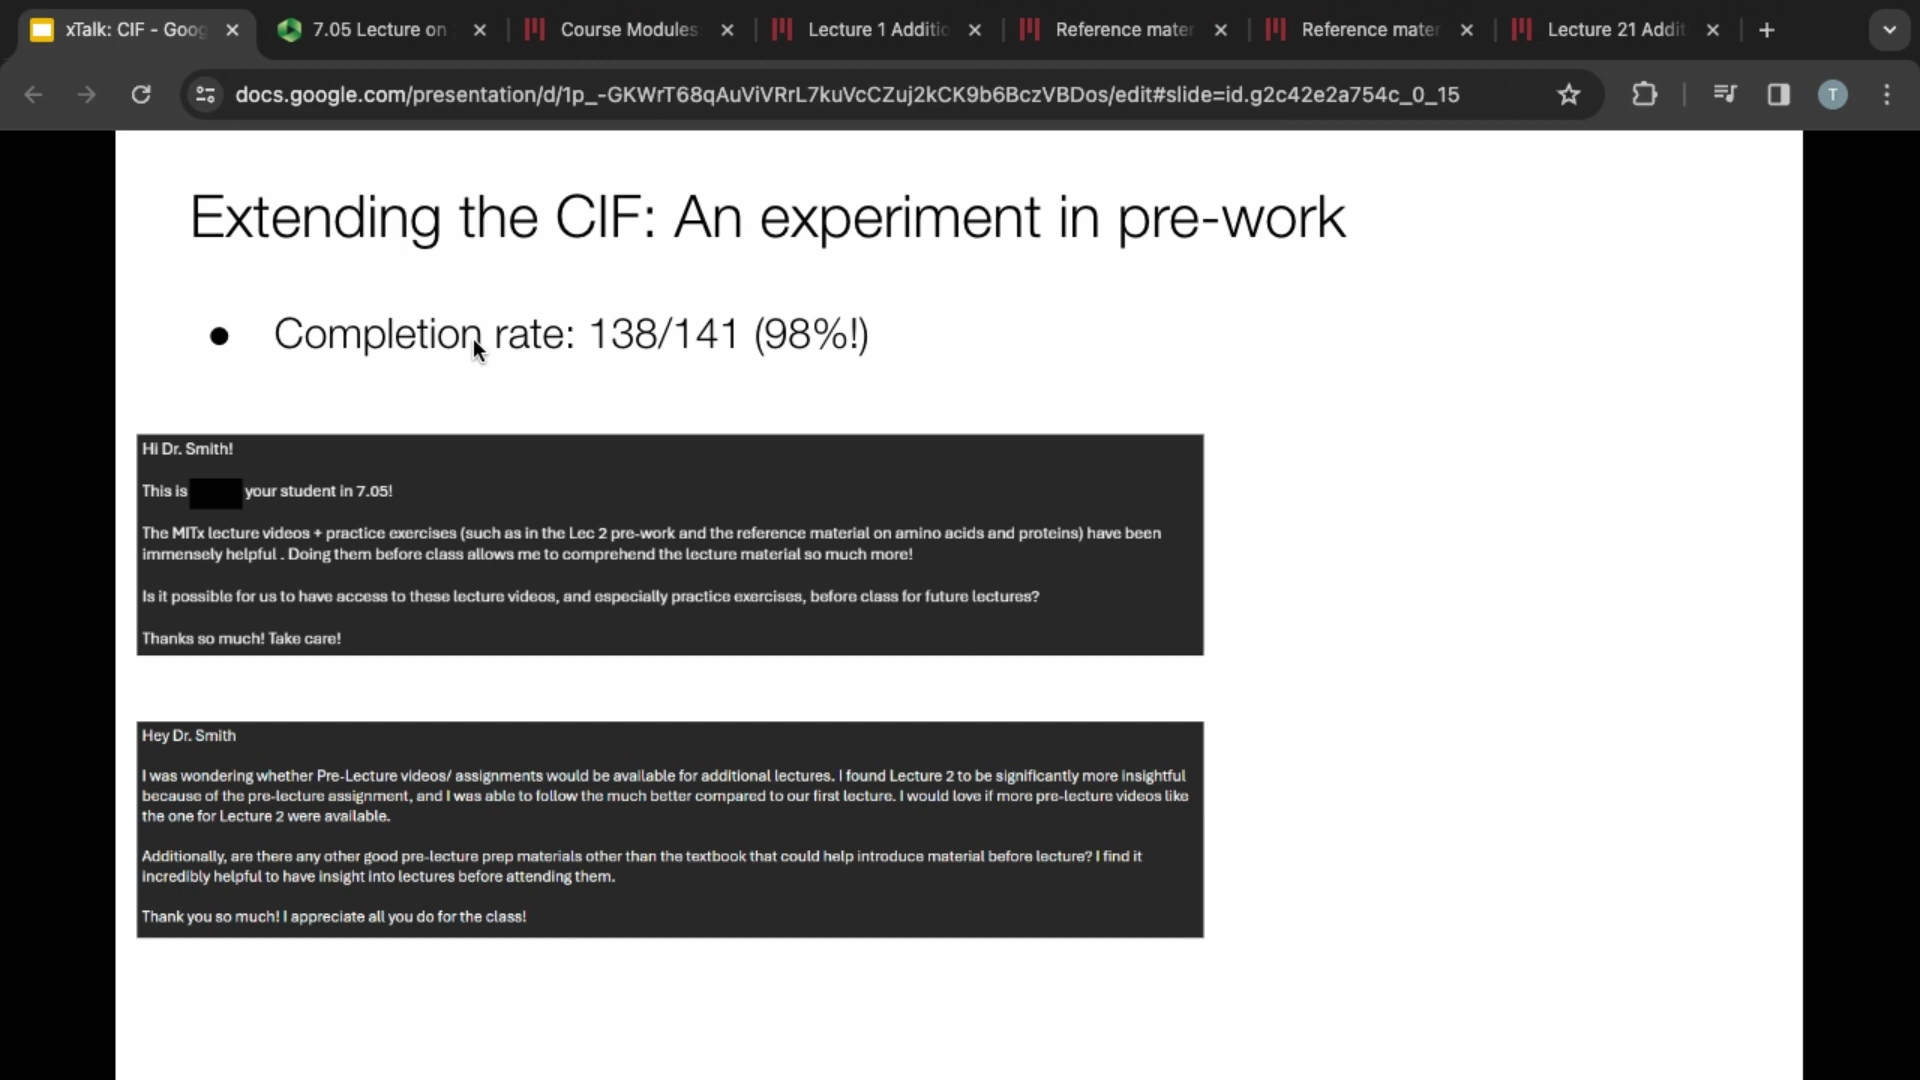 xTalk: CIF - Goog
7.05 Lecture on
Course Modules:
Lecture 1 Additio
Reference mater
Reference mater
Lecture 21 Addit
docs.google.com/presentation/d/1p_-GKWrT68qAuViVRrL7kuVcCZuj2kCK9b6BczVBDos/edit#slide=id.g2c42e2a754c_0_15
T
Extending the CIF: An experiment in pre-work
● Completion rate: 138/141 (98%!)
Hi Dr. Smith!
This is your student in 7.05!
The MITx lecture videos + practice exercises (such as in the Lec 2 pre-work and the reference material on amino acids and proteins) have been
immensely helpful . Doing them before class allows me to comprehend the lecture material so much more!
Is it possible for us to have access to these lecture videos, and especially practice exercises, before class for future lectures?
Thanks so much! Take care!
Hey Dr. Smith
I was wondering whether Pre-Lecture videos/ assignments would be available for additional lectures. I found Lecture 2 to be significantly more insightful
because of the pre-lecture assignment, and I was able to follow the much better compared to our first lecture. I would love if more pre-lecture videos like
the one for Lecture 2 were available.
Additionally, are there any other good pre-lecture prep materials other than the textbook that could help introduce material before lecture? I find it
incredibly helpful to have insight into lectures before attending them.
Thank you so much! I appreciate all you do for the class!